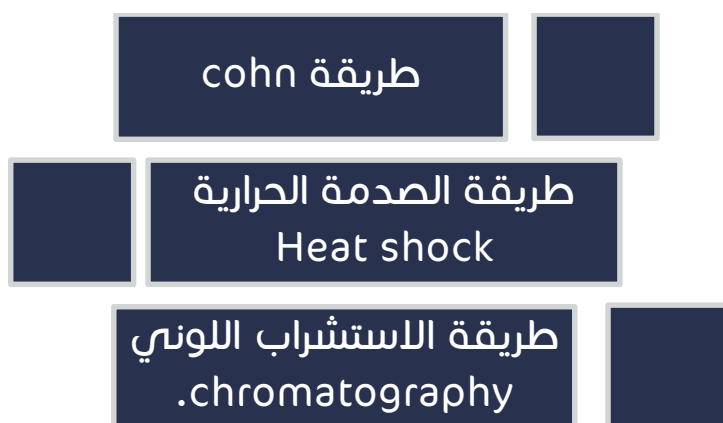 طريقة cohn
طريقة الصدمة الحرارية
Heat shock
طريقة الاستشراب اللوني
chromatography.